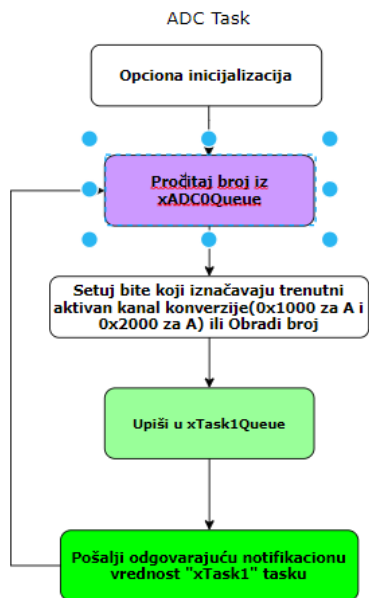 ADC Task
Opciona inicijalizacija
Pročitaj broj iz
xADC0Queue
Setuj bite koji iznačavaju trenutni
aktivan kanal konverzije(0x1000 za A i
0x2000 za A) ili Obradi broj
Upiši u xTask1Queue
Pošalji odgovarajuću notifikacionu
vrednost "xTask1" tasku